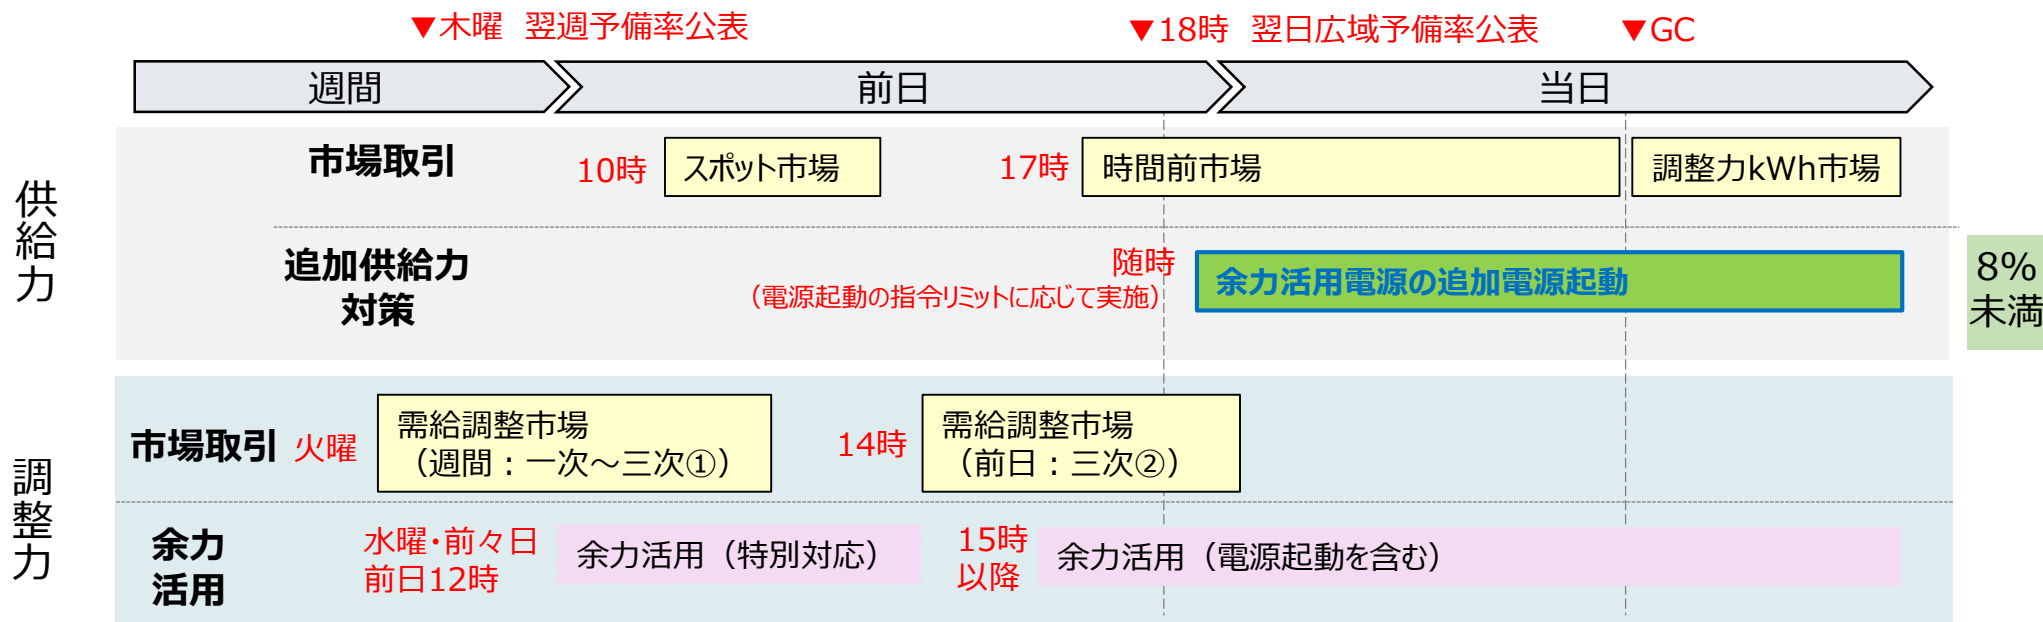 ▼木曜 翌週予備率公表
▼18時 翌日広域予備率公表
▼GC
週間
前日
当日
供給力
市場取引
10時
スポット市場
17時
時間前市場
調整力kWh市場
追加供給力
対策
随時
（電源起動の指令リミットに応じて実施）
余力活用電源の追加電源起動
8%
未満
調整力
市場取引
火曜
需給調整市場
（週間：一次～三次①）
14時
需給調整市場
（前日：三次②）
余力
活用
水曜・前々日
前日12時
余力活用（特別対応）
15時
以降
余力活用（電源起動を含む）